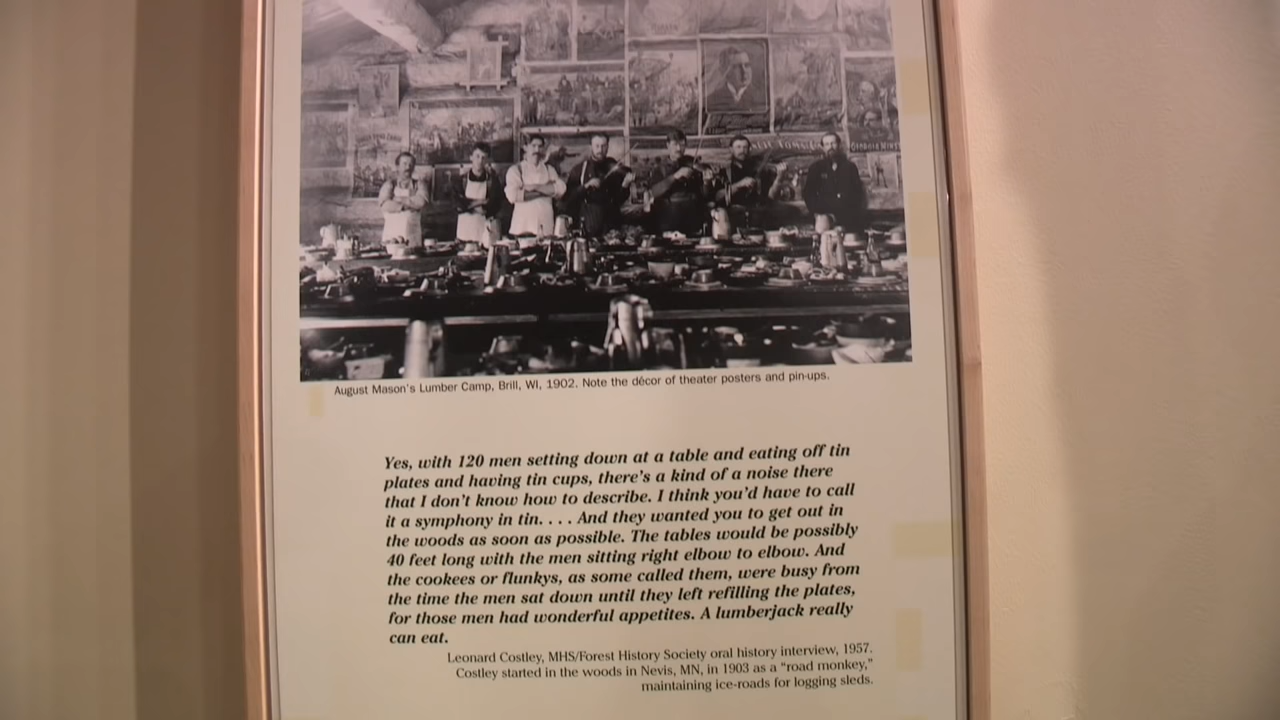 August Mason's Lumber Camp, Brill, WI, 1902. Note the décor of theater posters and pin-ups.
Yes, with 120 men setting down at a table and eating off tin
plates and having tin cups, there's a kind of a noise there
that I don't know how to describe. I think you'd have to call
it a symphony in tin. . . . And they wanted you to get out in
the woods as soon as possible. The tables would be possibly
40 feet long with the men sitting right elbow to elbow. And
the cookees or flunkys, as some called them, were busy from
the time the men sat down until they left refilling the plates,
for those men had wonderful appetites. A lumberjack really
can eat.
Leonard Costley, MHS/Forest History Society oral history interview, 1957.
Costley started in the woods in Nevis, MN, in 1903 as a "road monkey,"
maintaining ice-roads for logging sleds.